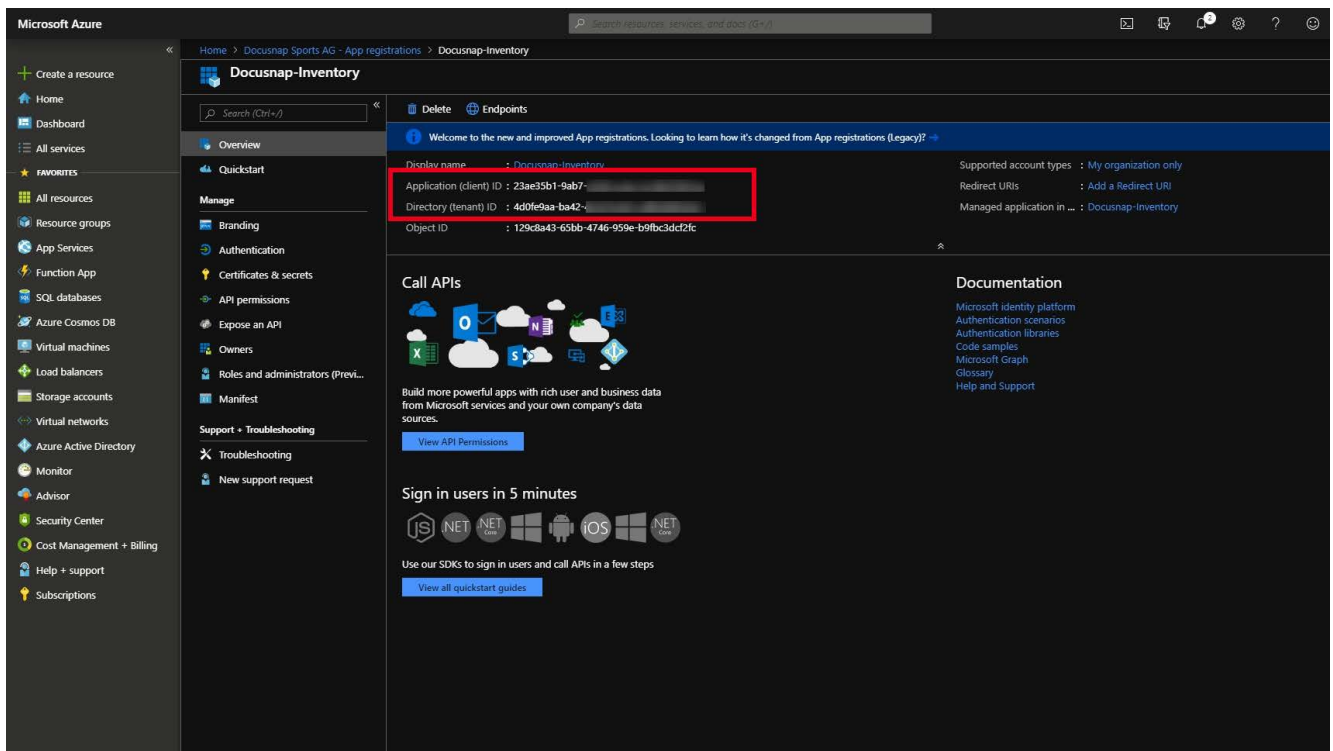 Microsoft Azure
Search resources, services, and docs (G+/)
2
Home > Docusnap Sports AG - App registrations > Docusnap-Inventory
Docusnap-Inventory
Create a resource
Home
Dashboard
All services
FAVORITES
All resources
Resource groups
App Services
Function App
SQL databases
Azure Cosmos DB
Virtual machines
Load balancers
Storage accounts
Virtual networks
Azure Active Directory
Monitor
Advisor
Security Center
Cost Management + Billing
Help + support
Subscriptions
Search (Ctrl+/)
Overview
Quickstart
Manage
Branding
Authentication
Certificates & secrets
API permissions
Expose an API
Owners
Roles and administrators (Previ...
Manifest
Support + Troubleshooting
Troubleshooting
New support request
Delete Endpoints
Welcome to the new and improved App registrations. Looking to learn how it's changed from App registrations (Legacy)?
Display name : Docusnap-Inventory
Application (client) ID : 23ae35b1-9ab7-
Directory (tenant) ID : 4d0fe9aa-ba42-
Object ID : 129c8a43-65bb-4746-959e-b9fbc3dcf2fc
Supported account types : My organization only
Redirect URIs : Add a Redirect URI
Managed application in ... : Docusnap-Inventory
Call APIs
Build more powerful apps with rich user and business data
from Microsoft services and your own company's data
sources.
View API Permissions
Sign in users in 5 minutes
JS .NET .NET Core iOS .NET Core
Use our SDKs to sign in users and call APIs in a few steps
View all quickstart guides
Documentation
Microsoft identity platform
Authentication scenarios
Authentication libraries
Code samples
Microsoft Graph
Glossary
Help and Support